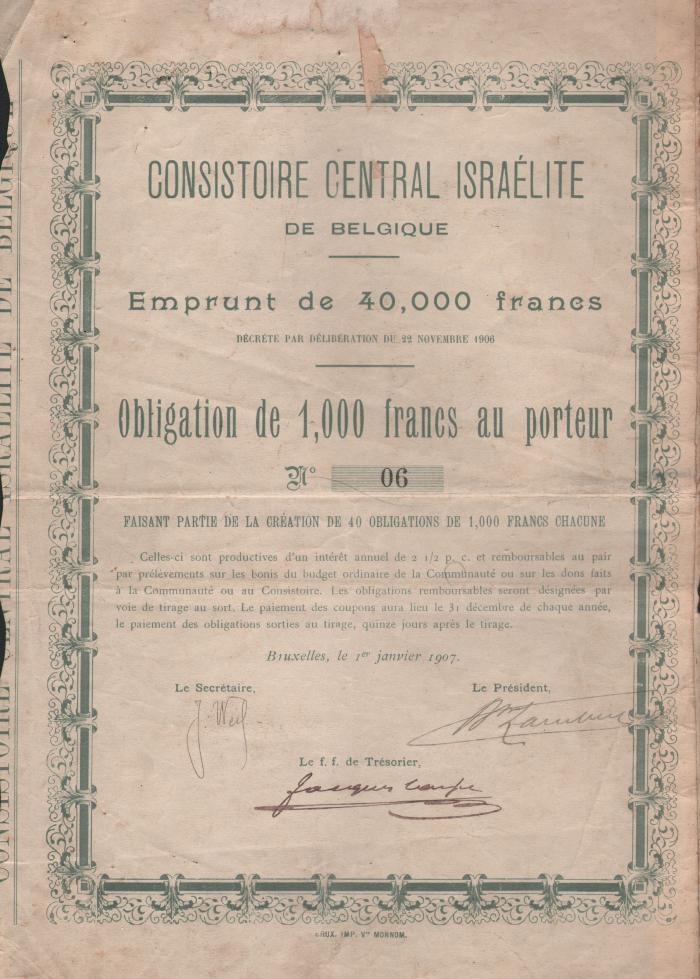 CONSISTOIRE CENTRAL ISRAÉLITE
DE BELGIQUE
Emprunt de 40,000 francs
DÉCRÉTÉ PAR DÉLIBÉRATION DU 22 NOVEMBRE 1906
Obligation de 1,000 francs au porteur
N° 06
FAISANT PARTIE DE LA CRÉATION DE 40 OBLIGATIONS DE 1,000 FRANCS CHACUNE
Celles-ci sont productives d'un intérêt annuel de 2 1/2 p. c. et remboursables au pair
par prélèvements sur les bonis du budget ordinaire de la Communauté ou sur les dons faits
à la Communauté ou au Consistoire. Les obligations remboursables seront désignées par
voie de tirage au sort. Le paiement des coupons aura lieu le 31 décembre de chaque année,
le paiement des obligations sorties au tirage, quinze jours après le tirage.
Bruxelles, le 1er janvier 1907.
Le Secrétaire, Le Président,
Le f. f. de Trésorier,
Jacques
BRUX. IMP. Vve MONNOM.